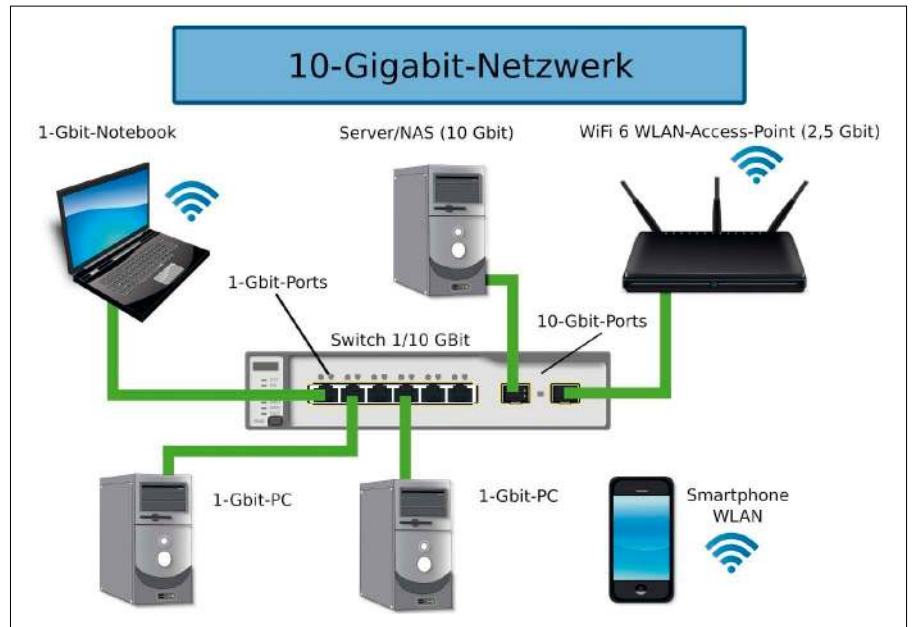 10-Gigabit-Netzwerk
1-Gbit-Notebook
Server/NAS (10 Gbit)
WiFi 6 WLAN-Access-Point (2,5 Gbit)
1-Gbit-Ports
10-Gbit-Ports
Switch 1/10 GBit
1-Gbit-PC
1-Gbit-PC
Smartphone
WLAN